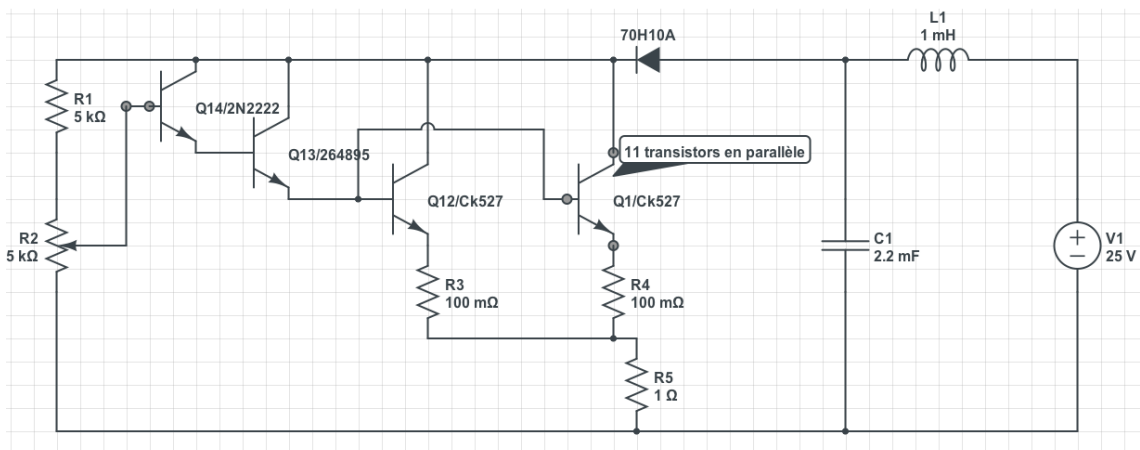 L1
1 mH
70H10A
R1
5 kΩ
Q14/2N2222
Q13/264895
11 transistors en parallèle
Q12/Ck527
Q1/Ck527
R2
5 kΩ
C1
2.2 mF
V1
25 V
R3
100 mΩ
R4
100 mΩ
R5
1 Ω